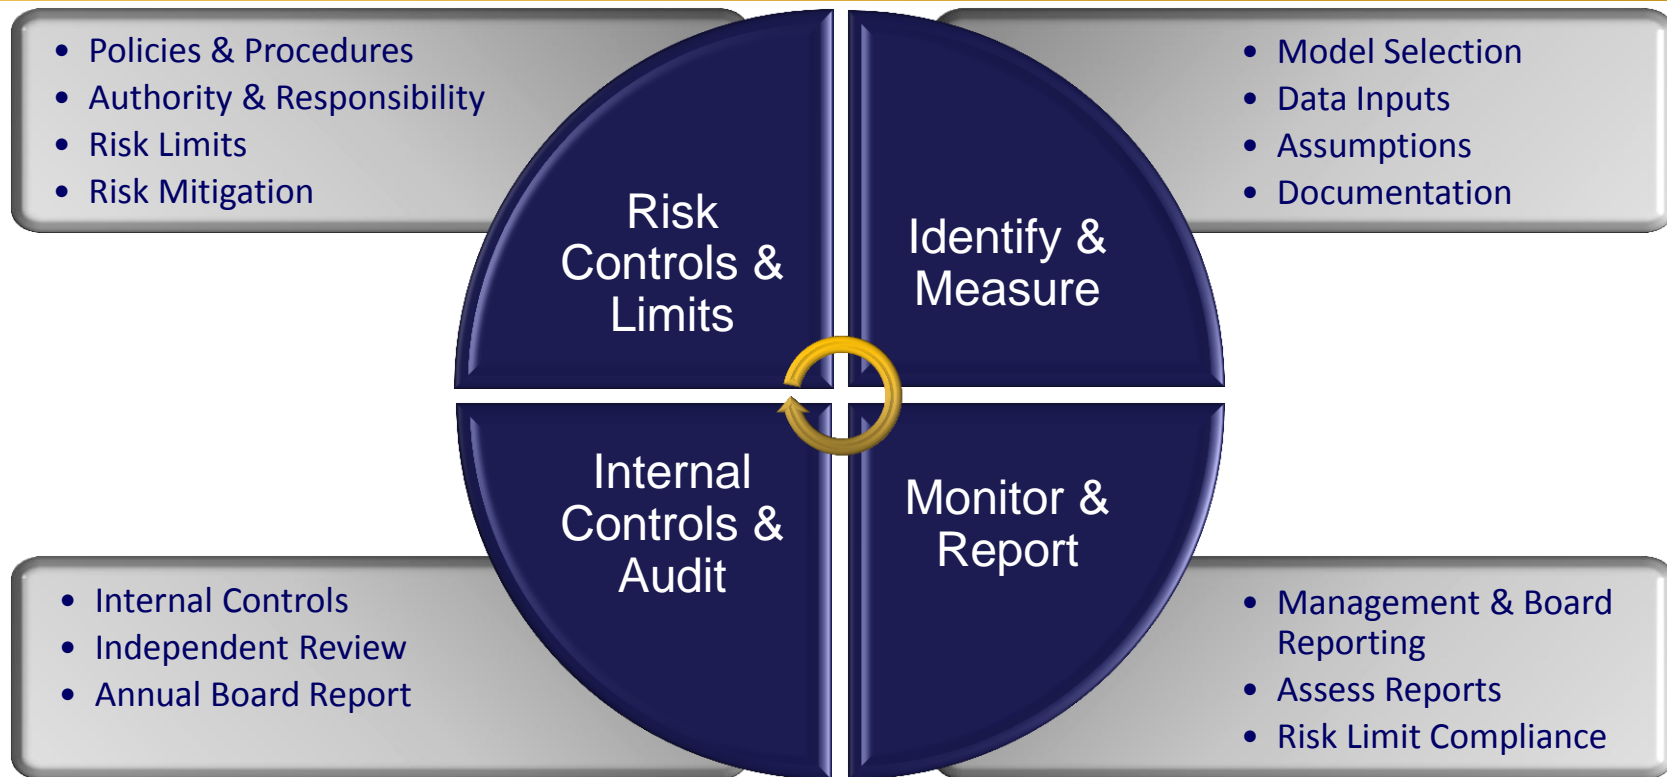 • Policies & Procedures
• Authority & Responsibility
• Risk Limits
• Risk Mitigation
Risk
Controls &
Limits
Identify &
Measure
• Model Selection
• Data Inputs
• Assumptions
• Documentation
Internal
Controls &
Audit
Monitor &
Report
• Internal Controls
• Independent Review
• Annual Board Report
• Management & Board
Reporting
• Assess Reports
• Risk Limit Compliance